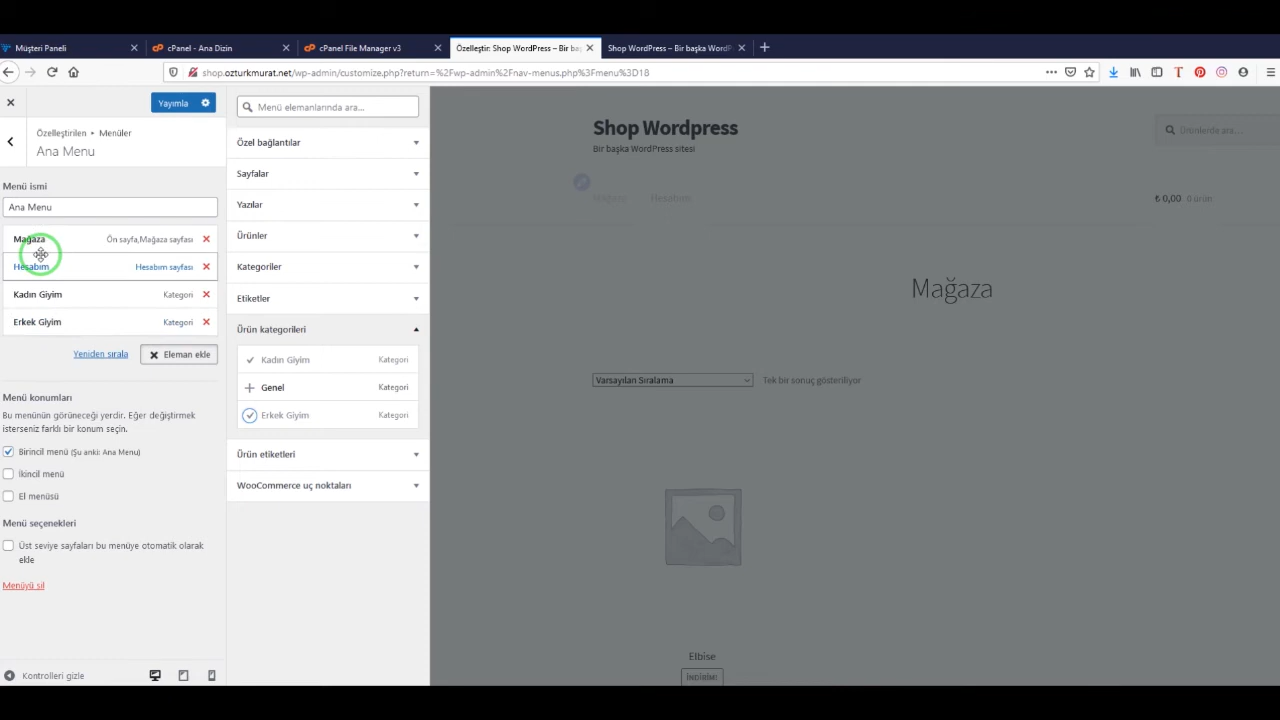 Müşteri Paneli
cPanel - Ana Dizin
cPanel File Manager v3
Özelleştir: Shop WordPress – Bir baş
Shop WordPress – Bir başka WordP
shop.ozturkmurat.net/wp-admin/customize.php?return=%2Fwp-admin%2Fnav-menus.php%3Fmenu%3D18
Yayımla
Özelleştirilen ▸ Menüler
Ana Menu
Menü ismi
Ana Menu
Mağaza Ön sayfa,Mağaza sayfası
Hesabım Hesabım sayfası
Kadın Giyim Kategori
Erkek Giyim Kategori
Yeniden sırala Eleman ekle
Menü konumları
Bu menünün görüneceği yerdir. Eğer değiştirmek
isterseniz farklı bir konum seçin.
Birincil menü (Şu anki: Ana Menu)
İkincil menü
El menüsü
Menü seçenekleri
Üst seviye sayfaları bu menüye otomatik olarak
ekle
Menüyü sil
Kontrolleri gizle
Menü elemanlarında ara...
Özel bağlantılar
Sayfalar
Yazılar
Ürünler
Kategoriler
Etiketler
Ürün kategorileri
Kadın Giyim Kategori
Genel Kategori
Erkek Giyim Kategori
Ürün etiketleri
WooCommerce uç noktaları
Shop Wordpress
Bir başka WordPress sitesi
Ürünlerde ara...
Mağaza Hesabım
₺ 0,00 0 ürün
Mağaza
Varsayılan Sıralama Tek bir sonuç gösteriliyor
Elbise
İNDİRİM!